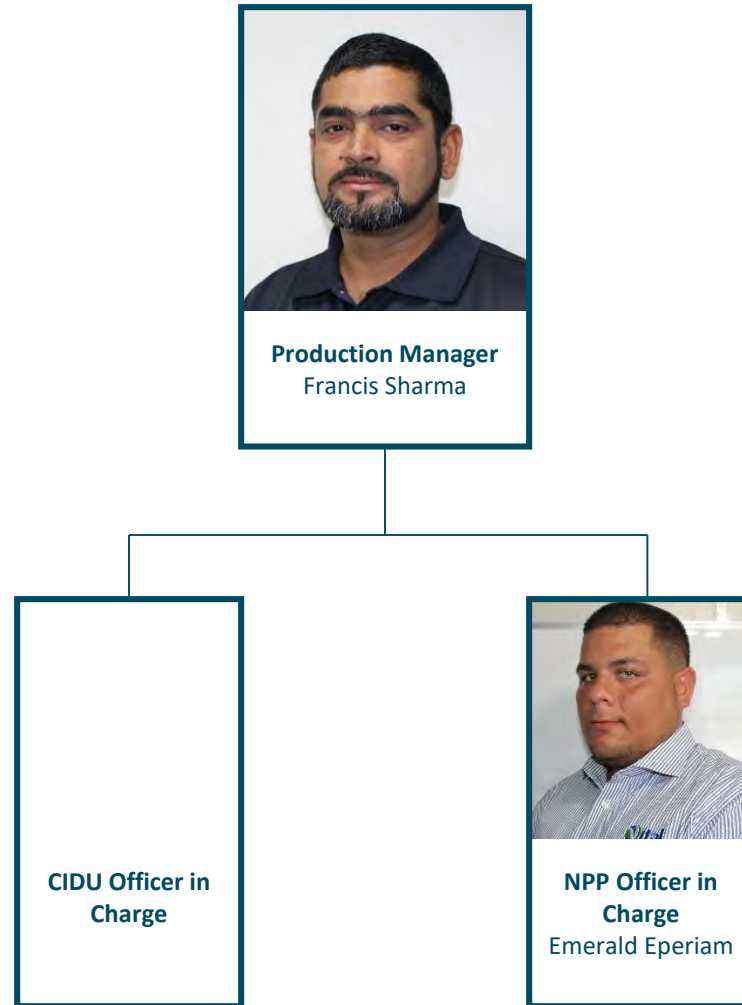 Production Manager
Francis Sharma
CIDU Officer in
Charge
NPP Officer in
Charge
Emerald Eperiam